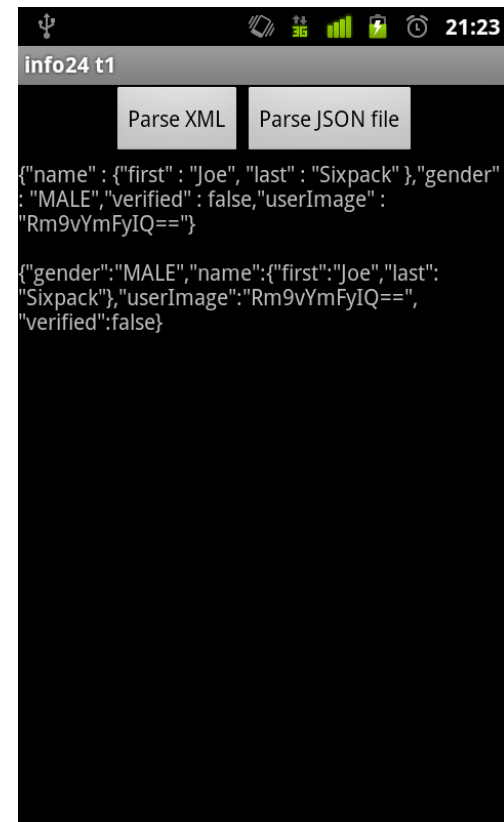 3G 21:23
info24 t1
Parse XML Parse JSON file
{"name" : {"first" : "Joe", "last" : "Sixpack" },"gender"
: "MALE","verified" : false,"userImage" :
"Rm9vYmFyIQ=="}
{"gender":"MALE","name":{"first":"Joe","last":
"Sixpack"},"userImage":"Rm9vYmFyIQ==",
"verified":false}